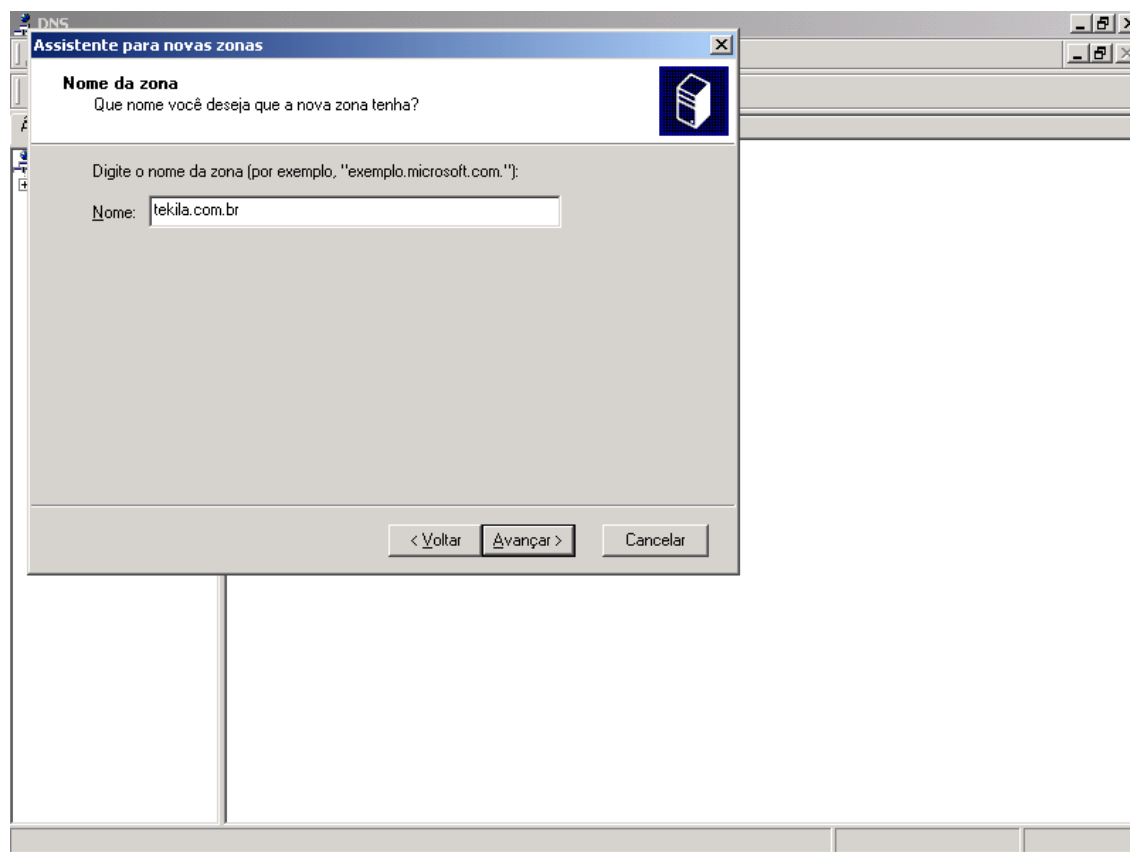 DNS
Assistente para novas zonas
Nome da zona
Que nome você deseja que a nova zona tenha?
Digite o nome da zona (por exemplo, "exemplo.microsoft.com."):
Nome: tekila.com.br
< Voltar Avançar > Cancelar